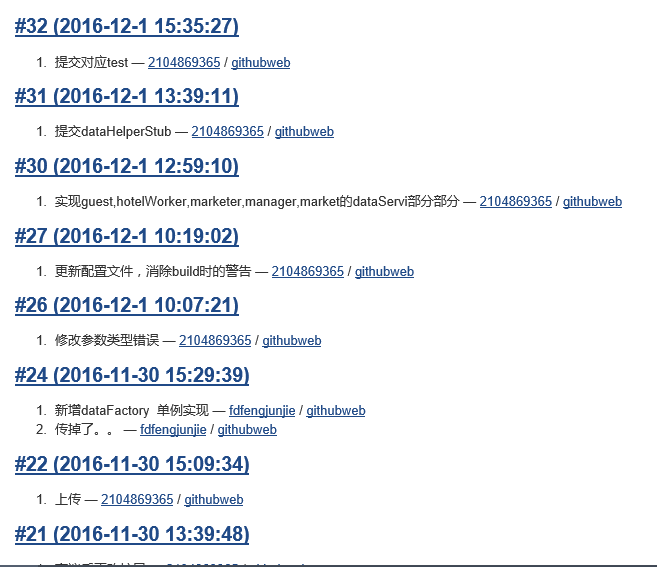 #32 (2016-12-1 15:35:27)
1. 提交对应test — 2104869365 / githubweb
#31 (2016-12-1 13:39:11)
1. 提交dataHelperStub — 2104869365 / githubweb
#30 (2016-12-1 12:59:10)
1. 实现guest,hotelWorker,marketer,manager,market的dataServi部分部分 — 2104869365 / githubweb
#27 (2016-12-1 10:19:02)
1. 更新配置文件，消除build时的警告 — 2104869365 / githubweb
#26 (2016-12-1 10:07:21)
1. 修改参数类型错误 — 2104869365 / githubweb
#24 (2016-11-30 15:29:39)
1. 新增dataFactory 单例实现 — fdfengjunjie / githubweb
2. 传掉了。。 — fdfengjunjie / githubweb
#22 (2016-11-30 15:09:34)
1. 上传 — 2104869365 / githubweb
#21 (2016-11-30 13:39:48)